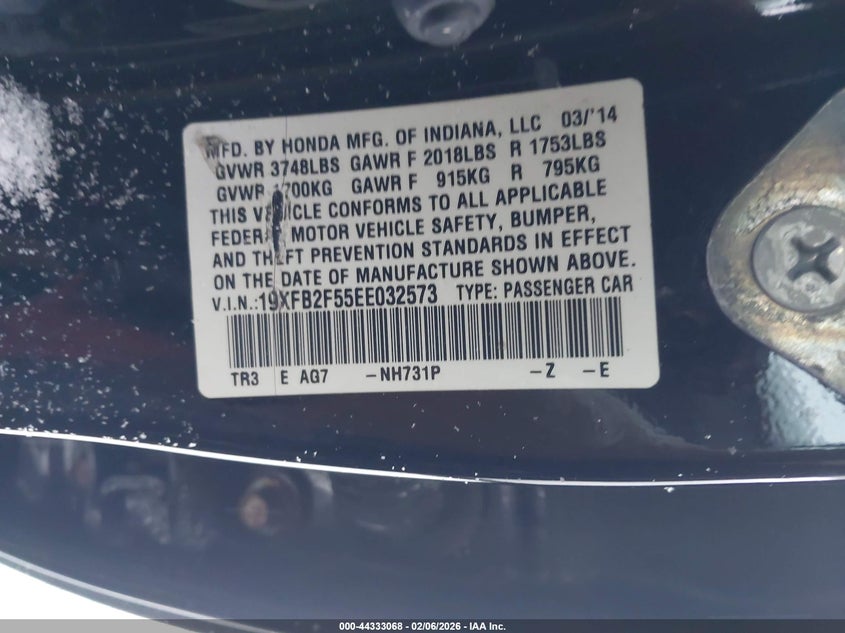 MFD. BY HONDA MFG. OF INDIANA, LLC 03/'14
GVWR 3748LBS GAWR F 2018LBS R 1753LBS
GVWR 1700KG GAWR F 915KG R 795KG
THIS VEHICLE CONFORMS TO ALL APPLICABLE
FEDERAL MOTOR VEHICLE SAFETY, BUMPER,
AND THEFT PREVENTION STANDARDS IN EFFECT
ON THE DATE OF MANUFACTURE SHOWN ABOVE.
V.I.N.:19XFB2F55EE032573 TYPE: PASSENGER CAR
TR3 E AG7 -NH731P -Z -E
000-44333068 - 02/06/2026 - IAA Inc.